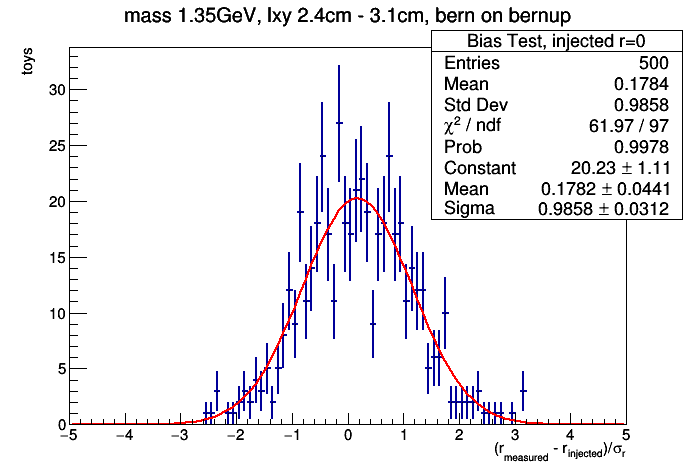 mass 1.35GeV, lxy 2.4cm - 3.1cm, bern on bernup
toys
Bias Test, injected r=0
Entries 500
Mean 0.1784
Std Dev 0.9858
χ² / ndf 61.97 / 97
Prob 0.9978
Constant 20.23 ± 1.11
Mean 0.1782 ± 0.0441
Sigma 0.9858 ± 0.0312
30
25
20
15
10
5
0
−5 −4 −3 −2 −1 0 1 2 3 4 5
(r_measured - r_injected)/σ_r